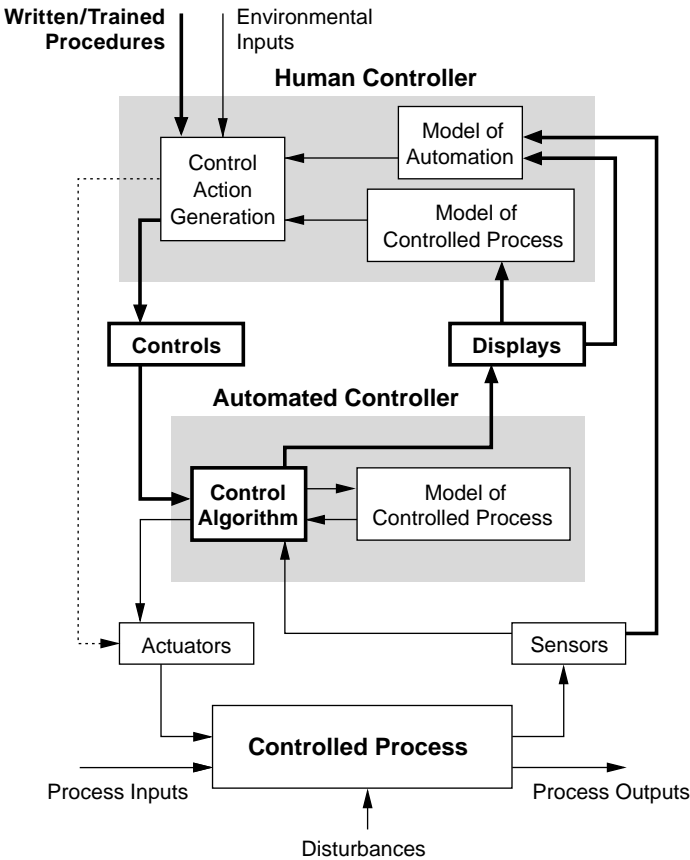 Written/Trained
Procedures
Environmental
Inputs
Human Controller
Control
Action
Generation
Model of
Automation
Model of
Controlled Process
Controls
Displays
Automated Controller
Control
Algorithm
Model of
Controlled Process
Actuators
Sensors
Controlled Process
Process Inputs
Process Outputs
Disturbances